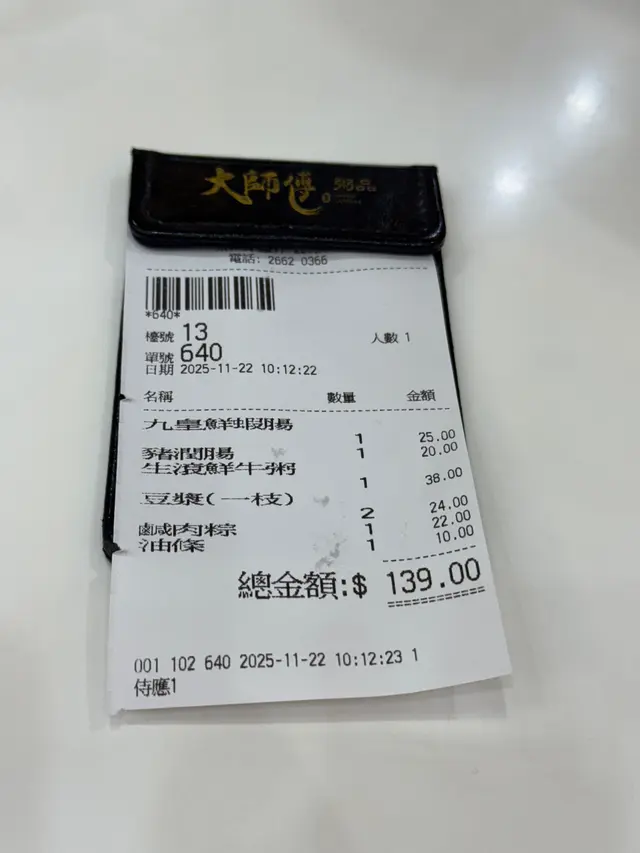 大師傅 粥品
電話: 2662 0366
*640*
檯號 13 人數 1
單號 640
日期 2025-11-22 10:12:22
名稱 數量 金額
九皇鮮蝦腸
1 25.00
豬潤腸 1 20.00
生滾鮮牛粥
1 38.00
豆漿(一枝)
2 24.00
鹹肉粽 1 22.00
油條 1 10.00
總金額:$ 139.00
001 102 640 2025-11-22 10:12:23 1
侍應1